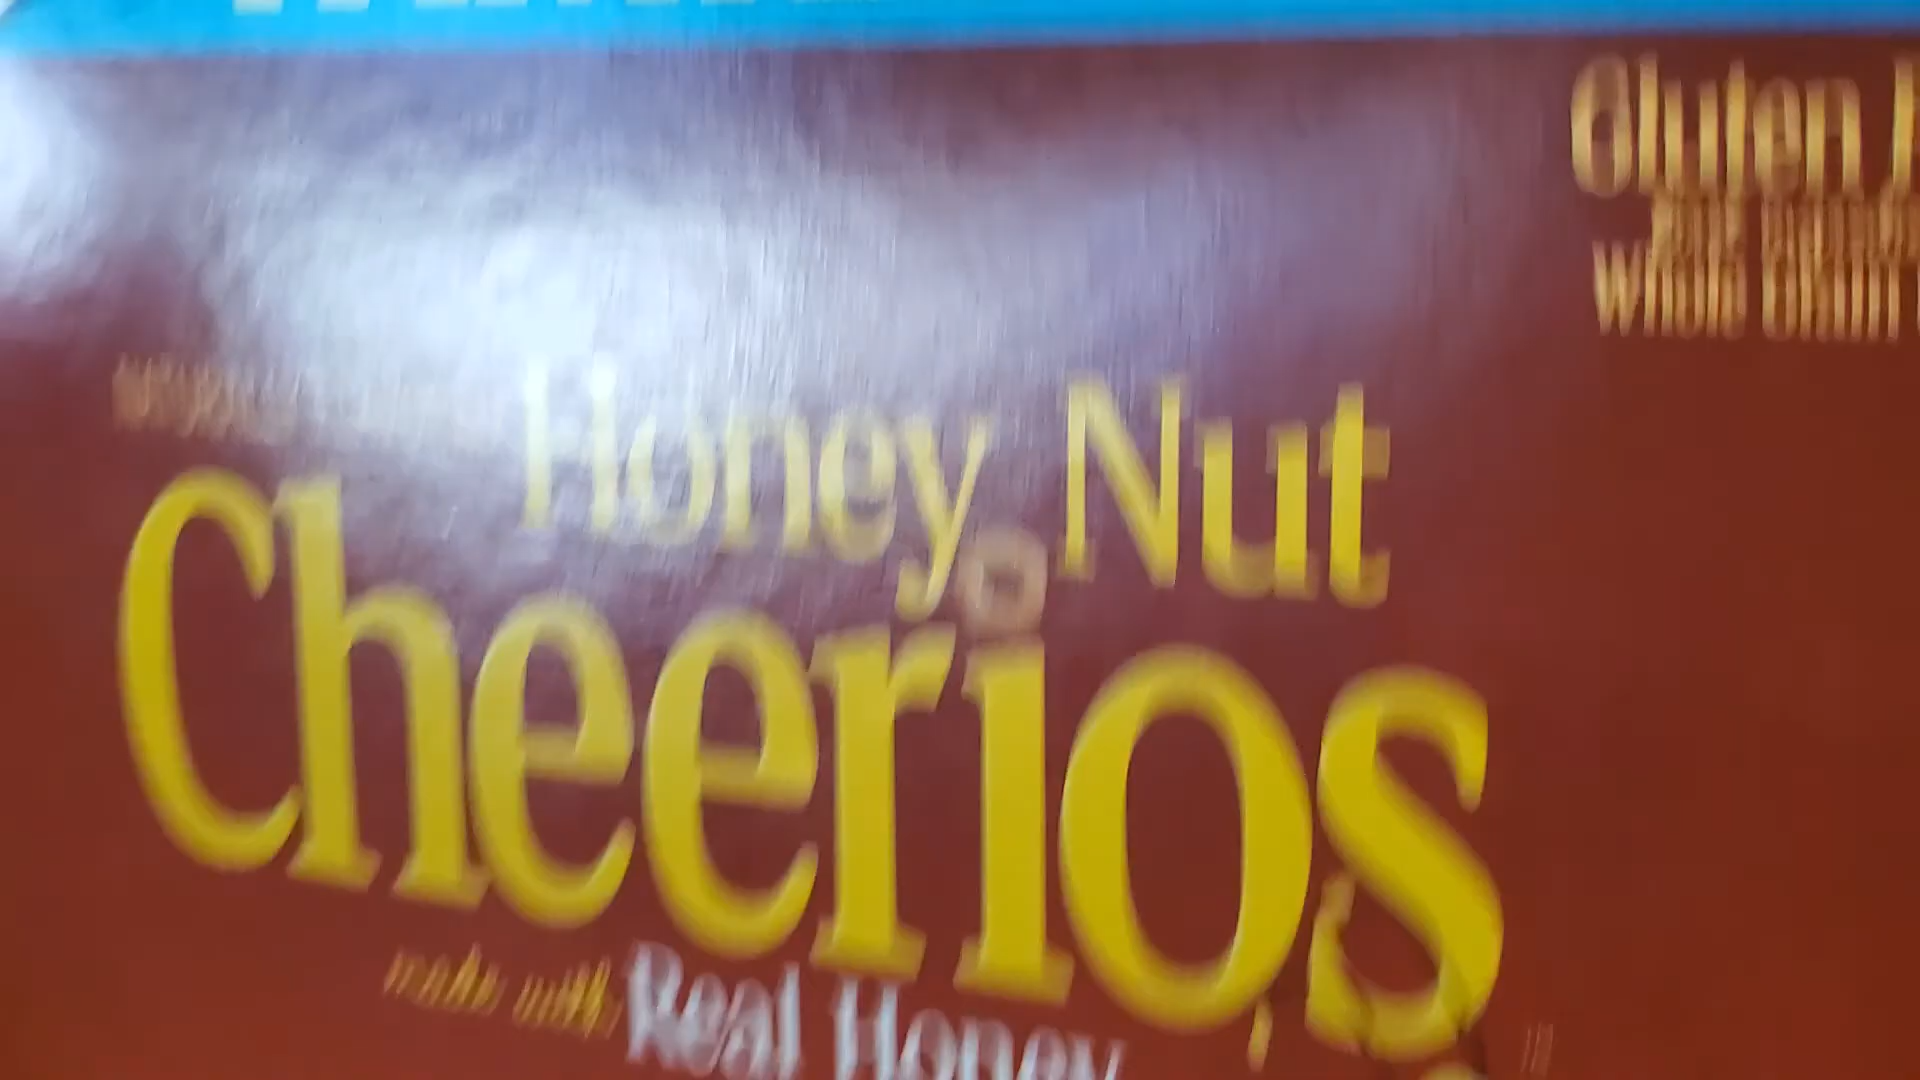 Gluten
whole Grain
Honey Nut
Cheerios
made with Real Honey